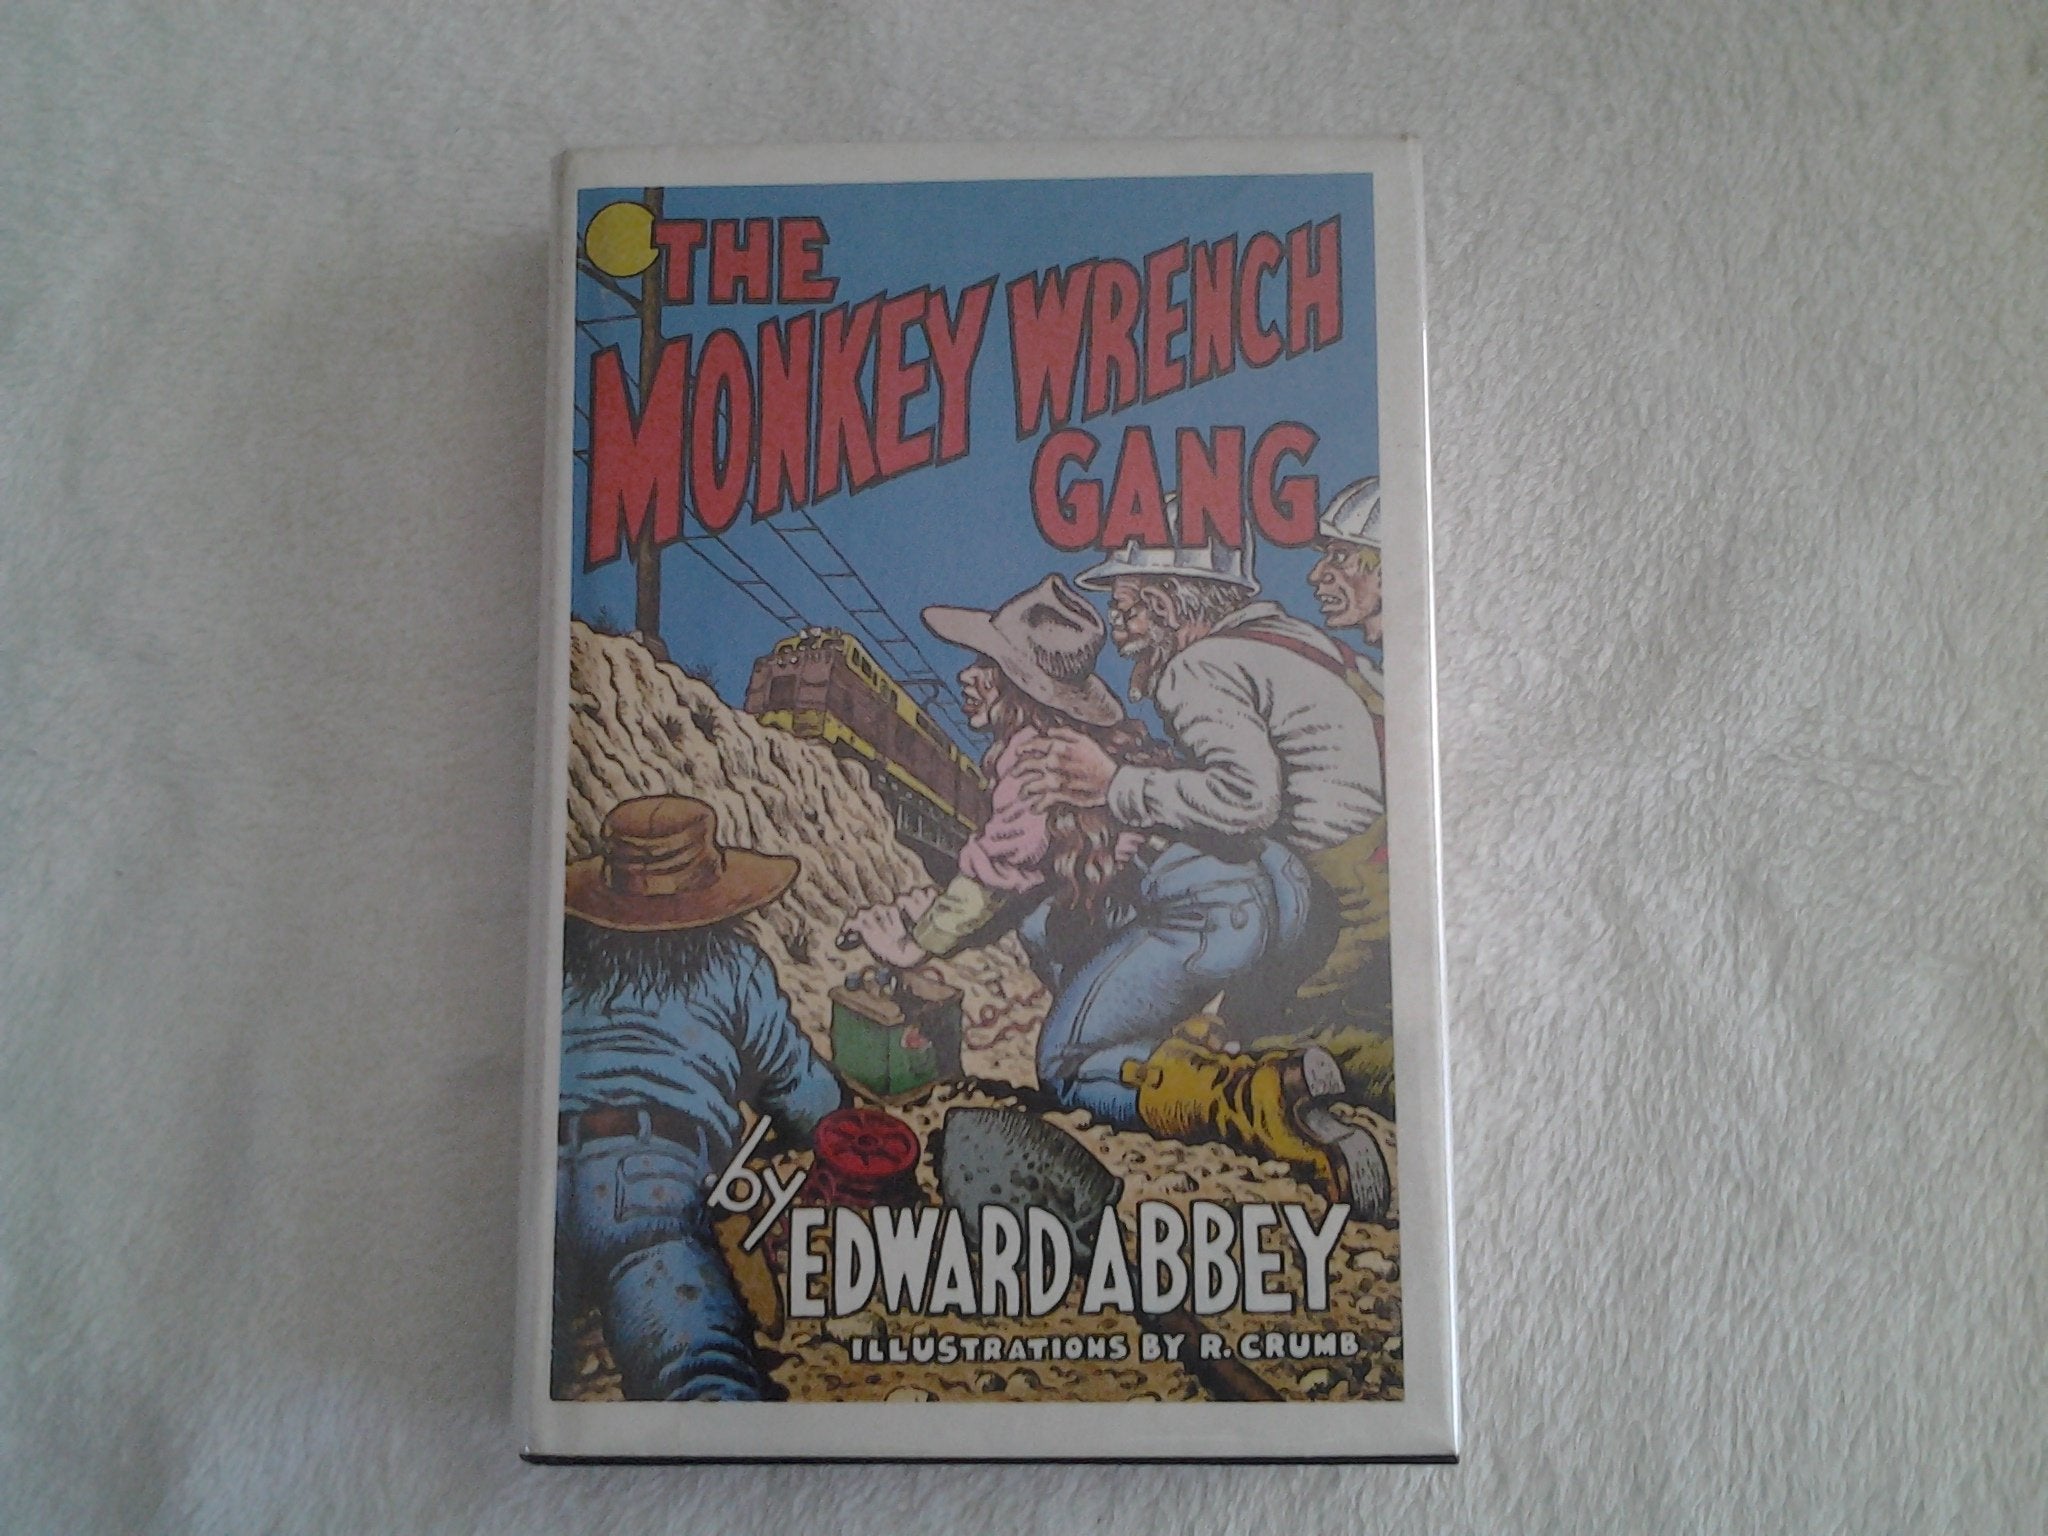 THE
MONKEY WRENCH
GANG
by
EDWARD ABBEY
ILLUSTRATIONS BY R. CRUMB